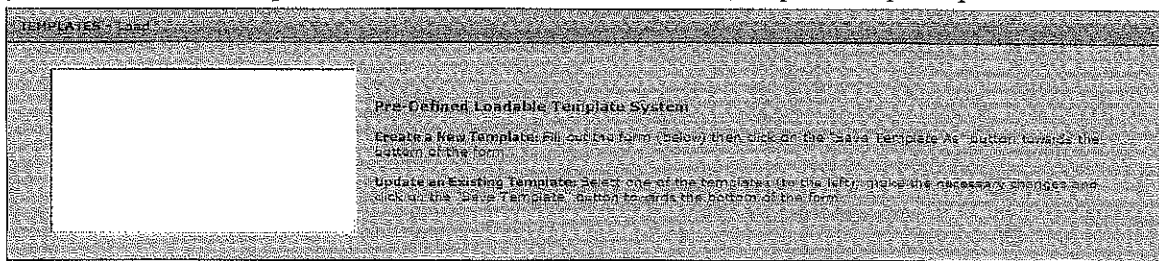 TEMPLATES - Load
Pre-Defined Loadable Template System
Create a New Template: Fill out the form (below) then click on the "Save Template As" button towards the
bottom of the form.
Update an Existing Template: Select one of the templates (to the left), make the necessary changes and
click on the "Save Template" button towards the bottom of the form.